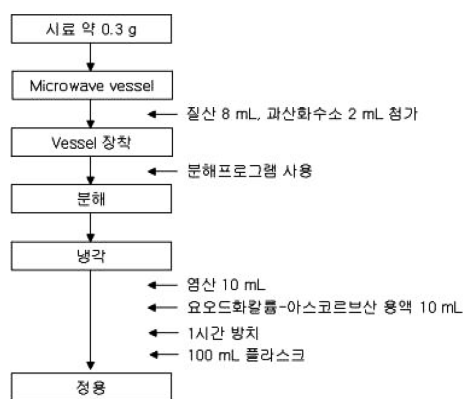 시료 약 0.3 g
Microwave vessel
질산 8 mL, 과산화수소 2 mL 첨가
Vessel 장착
분해프로그램 사용
분해
냉각
염산 10 mL
요오드화칼륨-아스코르브산 용액 10 mL
1시간 방치
100 mL 플라스크
정용